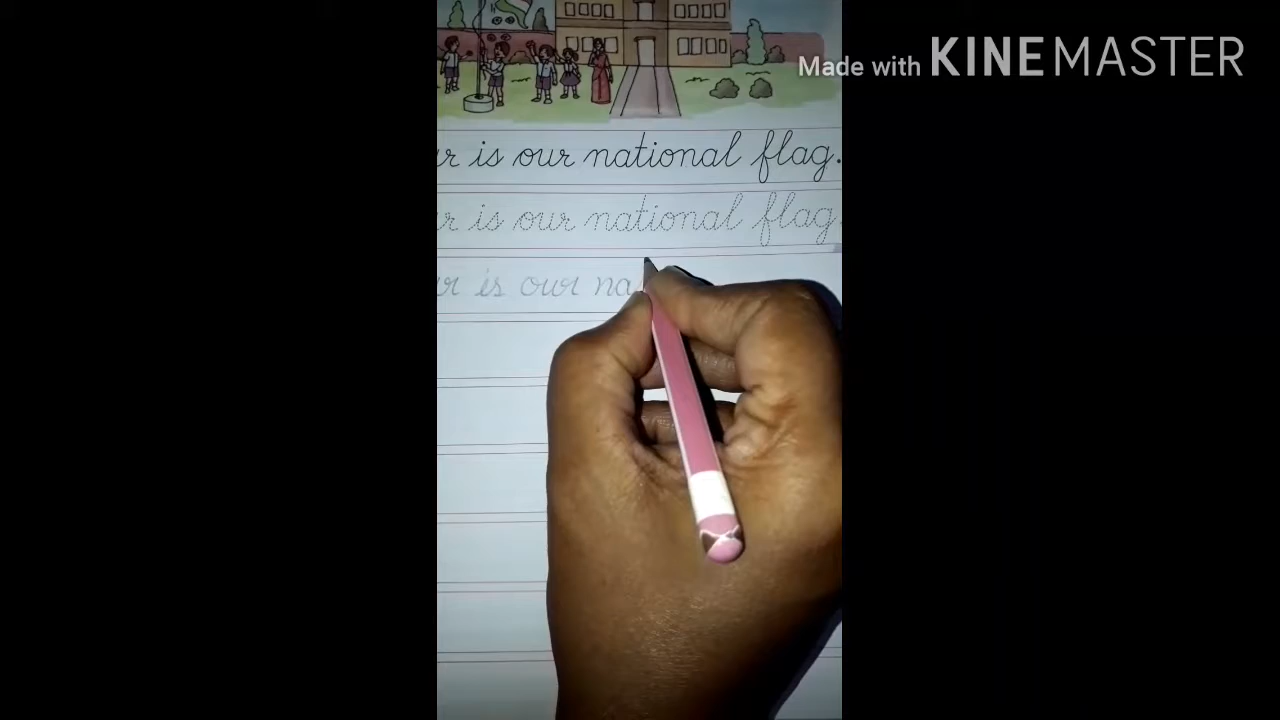 Made with KINEMASTER
r is our national flag.
r is our national flag.
r is our na